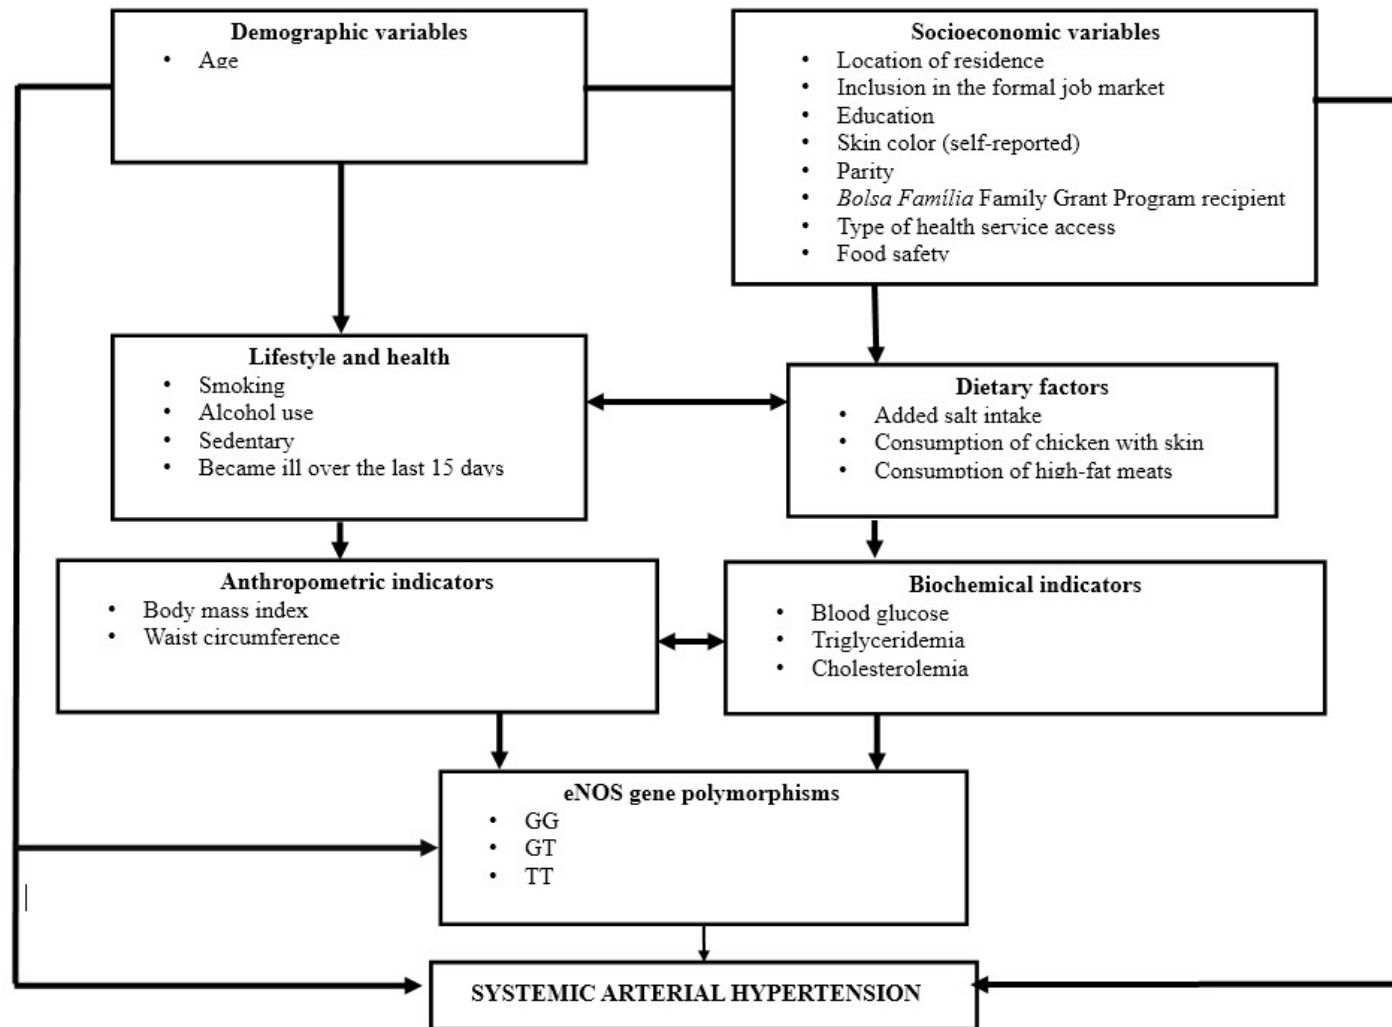 Demographic variables
• Age
Socioeconomic variables
• Location of residence
• Inclusion in the formal job market
• Education
• Skin color (self-reported)
• Parity
• Bolsa Família Family Grant Program recipient
• Type of health service access
• Food safety
Lifestyle and health
• Smoking
• Alcohol use
• Sedentary
• Became ill over the last 15 days
Dietary factors
• Added salt intake
• Consumption of chicken with skin
• Consumption of high-fat meats
Anthropometric indicators
• Body mass index
• Waist circumference
Biochemical indicators
• Blood glucose
• Triglyceridemia
• Cholesterolemia
eNOS gene polymorphisms
• GG
• GT
• TT
SYSTEMIC ARTERIAL HYPERTENSION